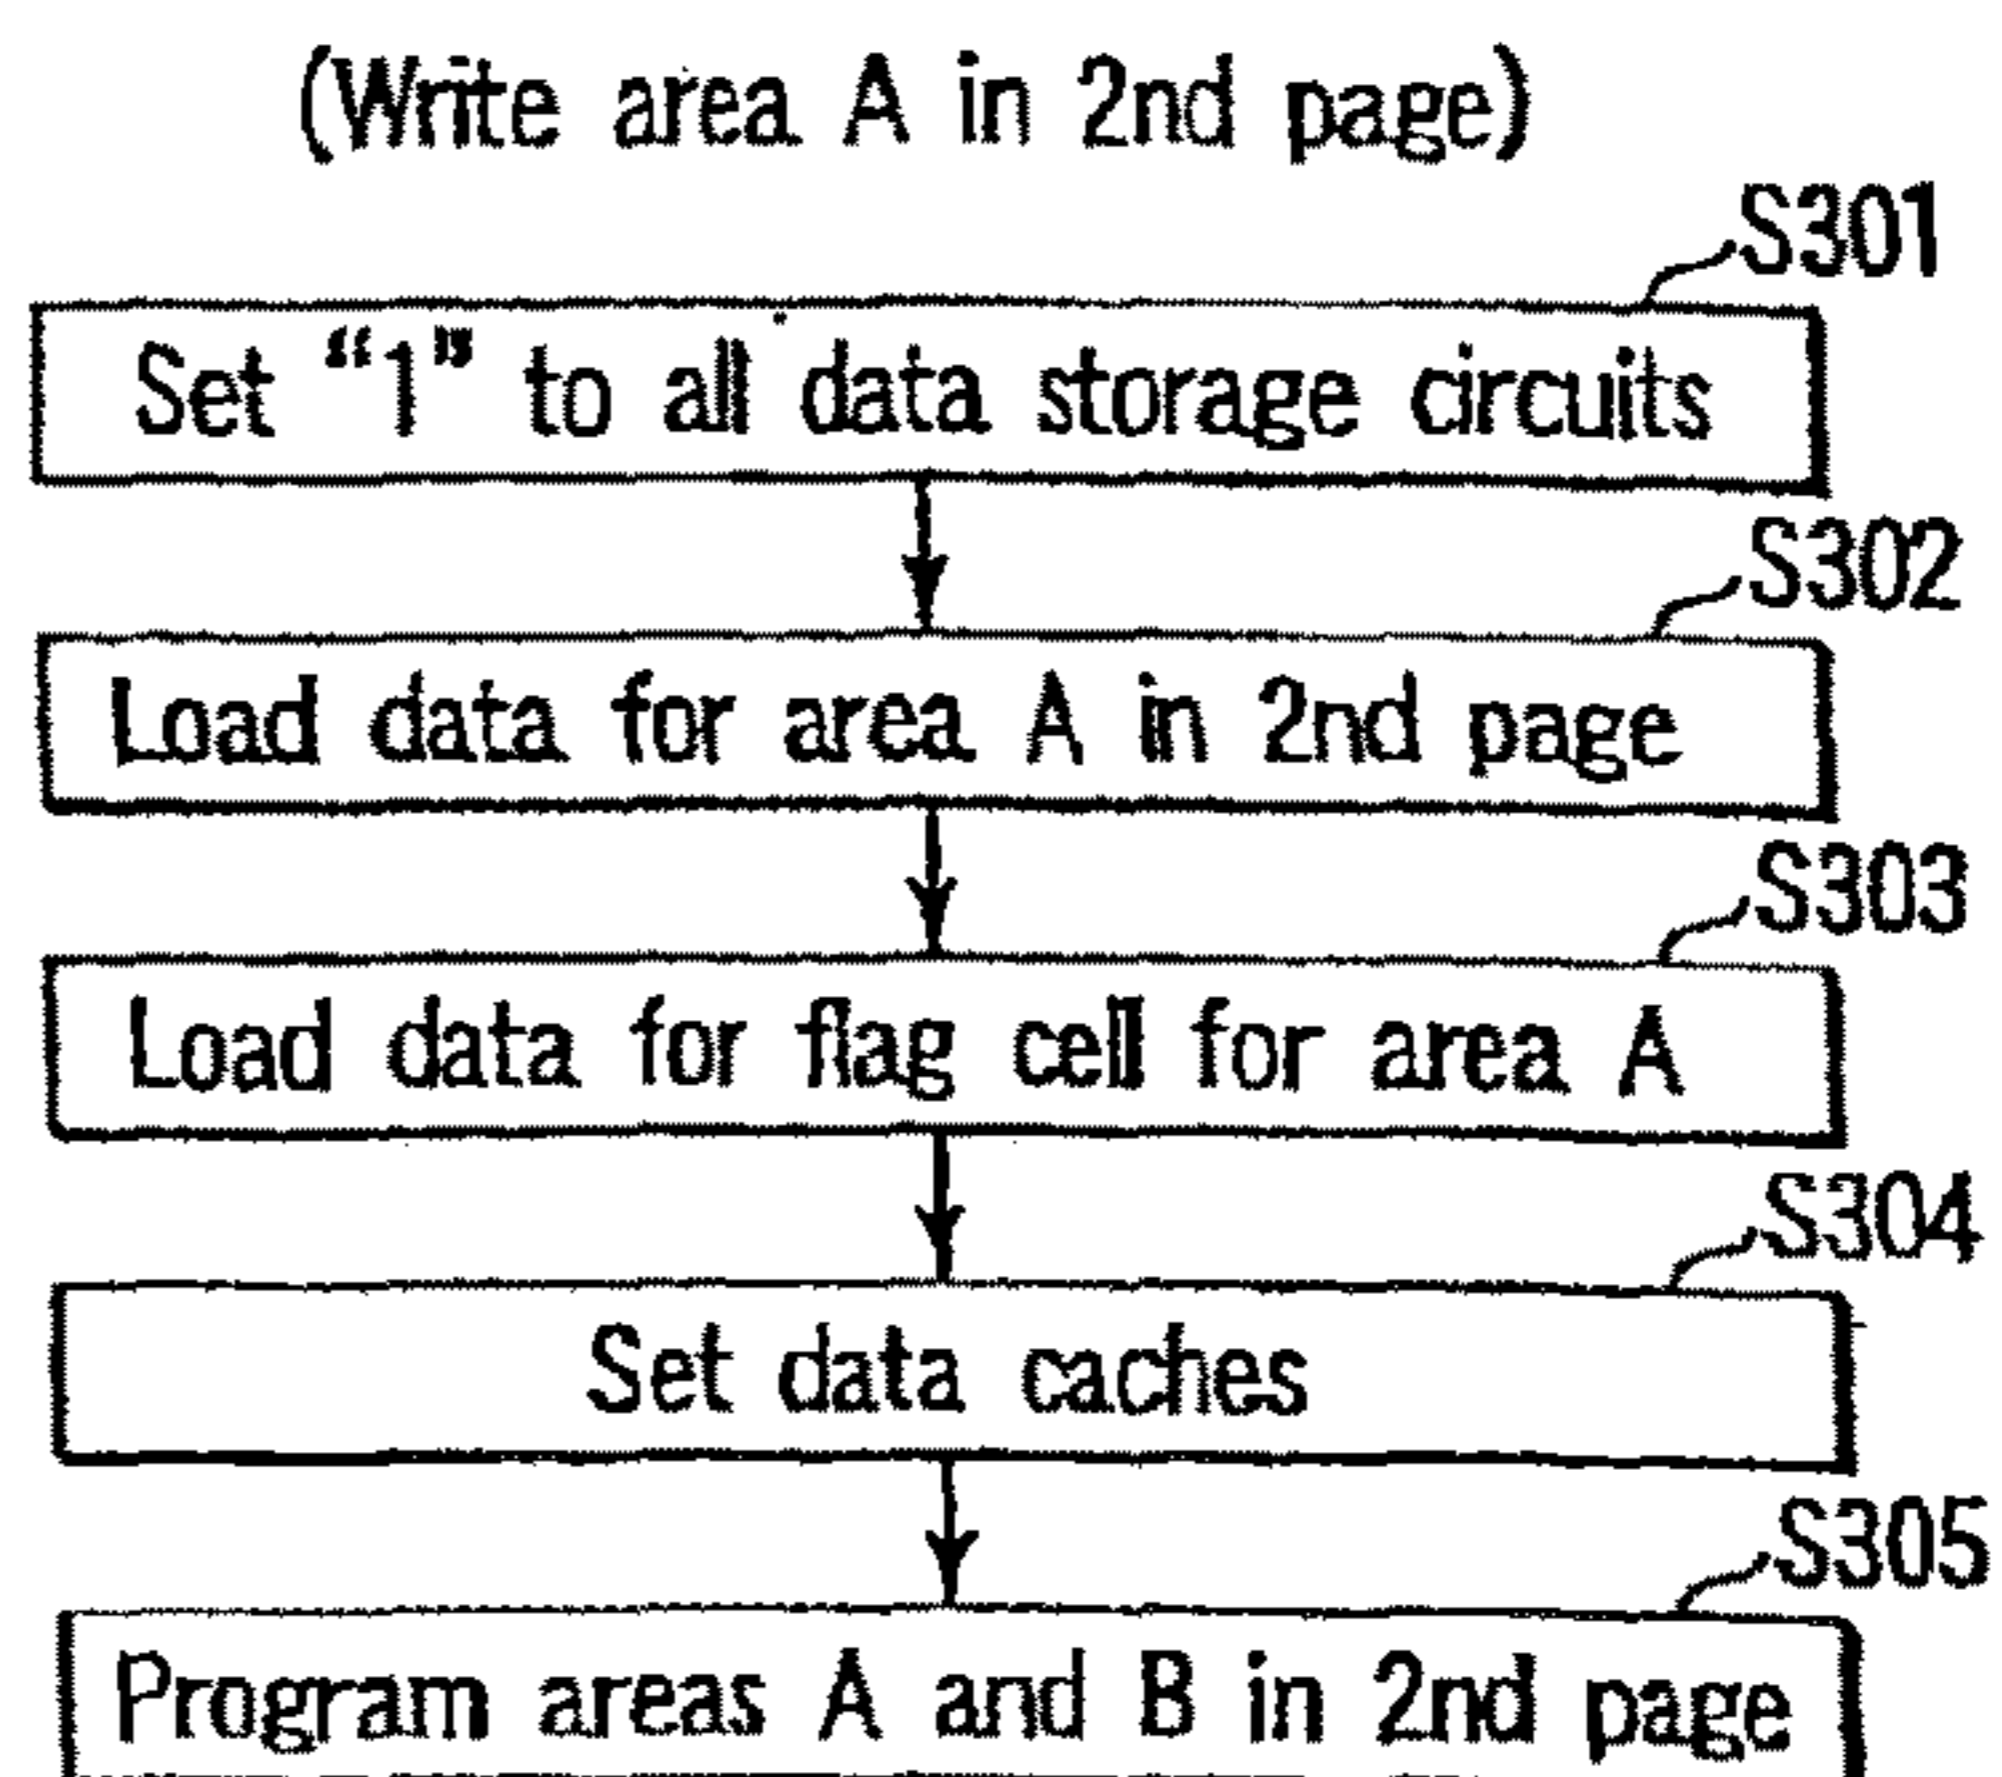 (Write area A in 2nd page)
S301
Set “1” to all data storage circuits
S302
Load data for area A in 2nd page
S303
Load data for flag cell for area A
S304
Set data caches
S305
Program areas A and B in 2nd page